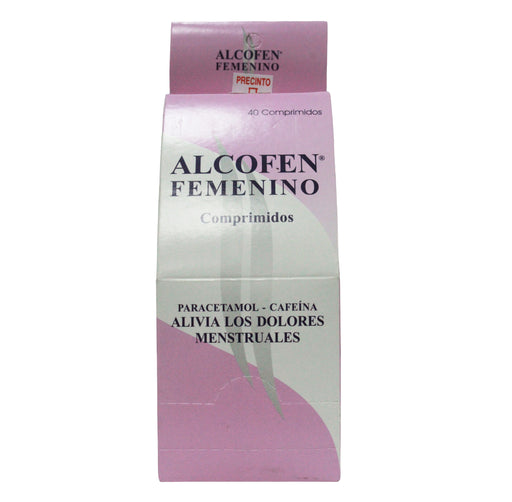 ALCOFEN®
FEMENINO
PRECINTO
40 Comprimidos
ALCOFEN®
FEMENINO
Comprimidos
PARACETAMOL - CAFEÍNA
ALIVIA LOS DOLORES
MENSTRUALES